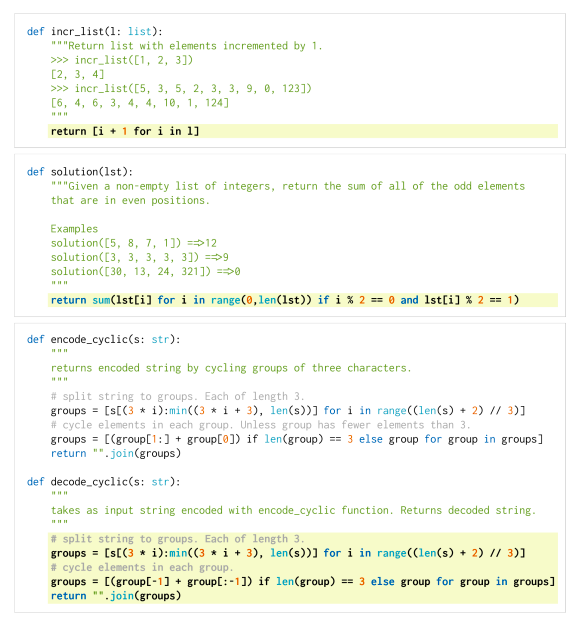 def incr_list(l: list):
    """Return list with elements incremented by 1.
    >>> incr_list([1, 2, 3])
    [2, 3, 4]
    >>> incr_list([5, 3, 5, 2, 3, 3, 9, 0, 123])
    [6, 4, 6, 3, 4, 4, 10, 1, 124]
    """
    return [i + 1 for i in l]
def solution(lst):
    """Given a non-empty list of integers, return the sum of all of the odd elements
    that are in even positions.
    Examples
    solution([5, 8, 7, 1]) ==>12
    solution([3, 3, 3, 3, 3]) ==>9
    solution([30, 13, 24, 321]) ==>0
    """
    return sum(lst[i] for i in range(0,len(lst)) if i % 2 == 0 and lst[i] % 2 == 1)
def encode_cyclic(s: str):
    """
    returns encoded string by cycling groups of three characters.
    """
    # split string to groups. Each of length 3.
    groups = [s[(3 * i):min((3 * i + 3), len(s))] for i in range((len(s) + 2) // 3)]
    # cycle elements in each group. Unless group has fewer elements than 3.
    groups = [(group[1:] + group[0]) if len(group) == 3 else group for group in groups]
    return "".join(groups)
def decode_cyclic(s: str):
    """
    takes as input string encoded with encode_cyclic function. Returns decoded string.
    """
    # split string to groups. Each of length 3.
    groups = [s[(3 * i):min((3 * i + 3), len(s))] for i in range((len(s) + 2) // 3)]
    # cycle elements in each group.
    groups = [(group[-1] + group[:-1]) if len(group) == 3 else group for group in groups]
    return "".join(groups)